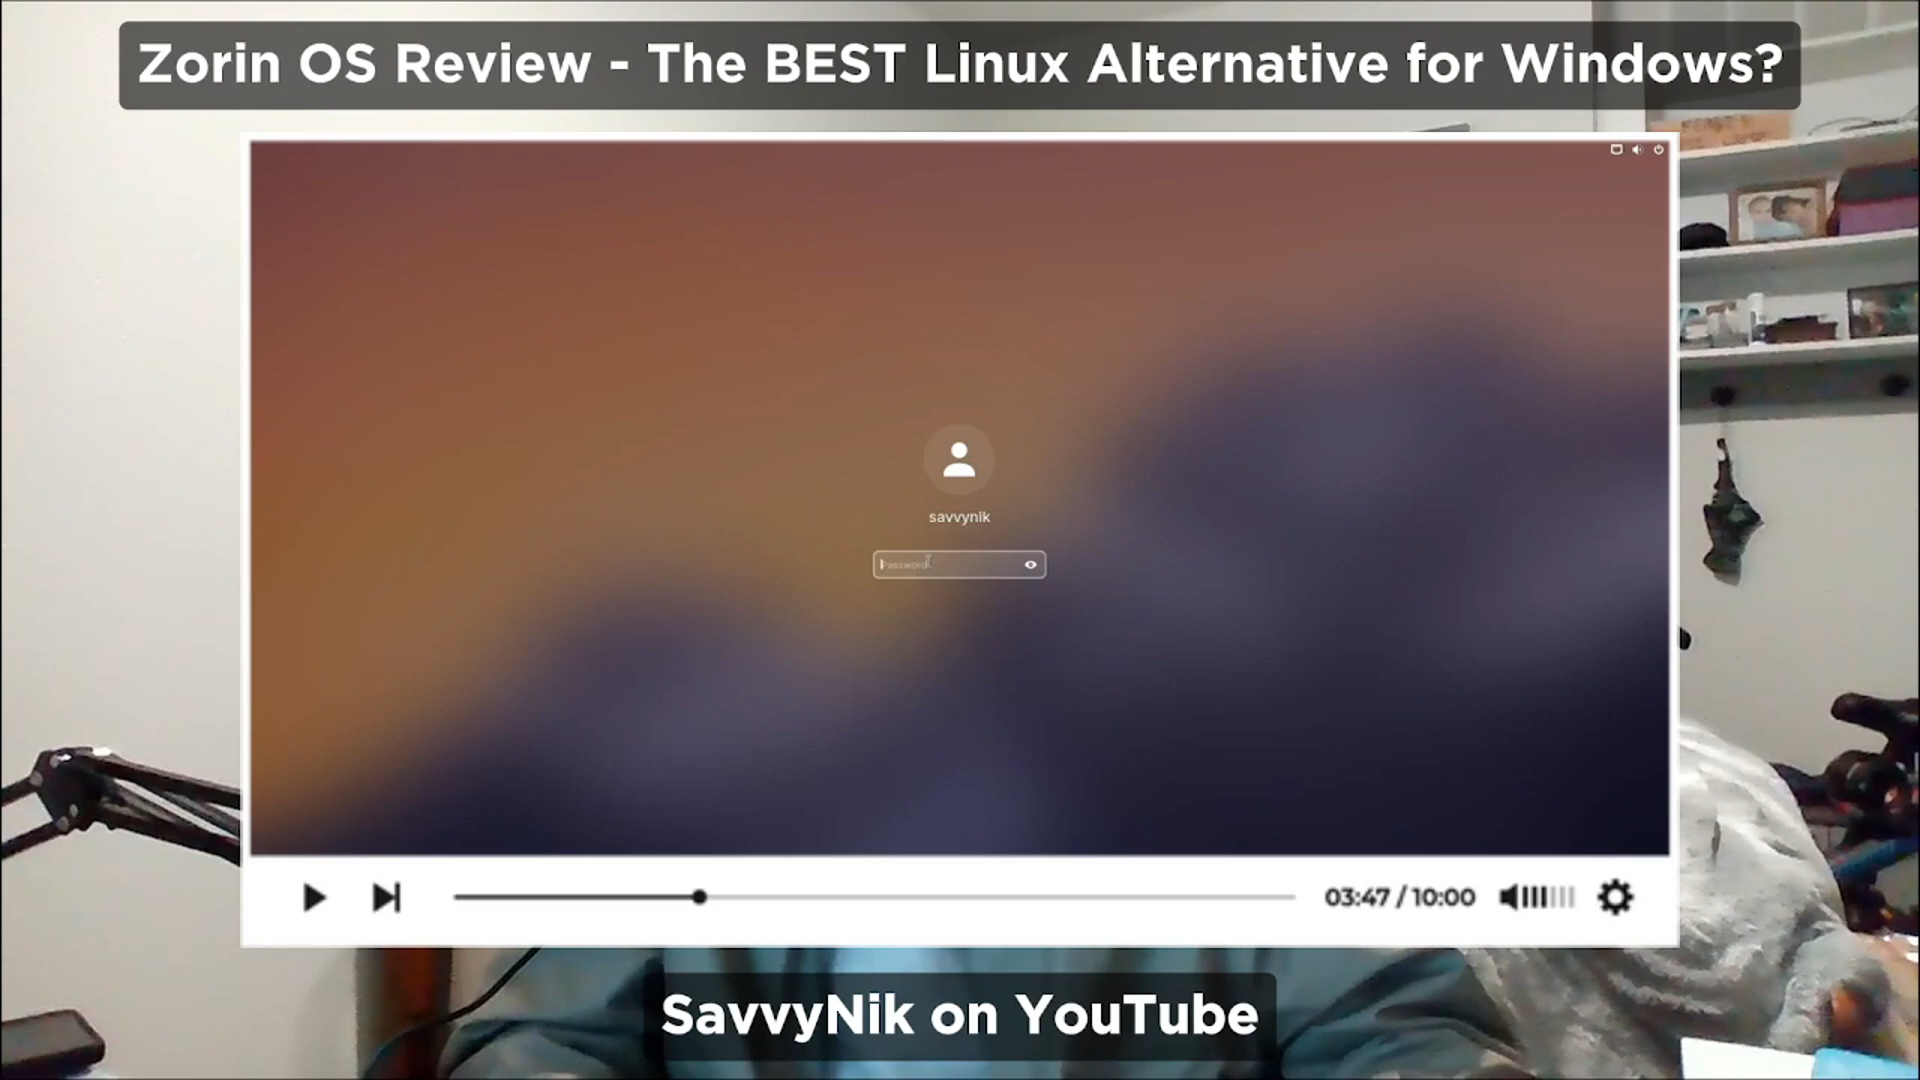 Zorin OS Review - The BEST Linux Alternative for Windows?
savvynik
Password
03:47 / 10:00
SavvyNik on YouTube